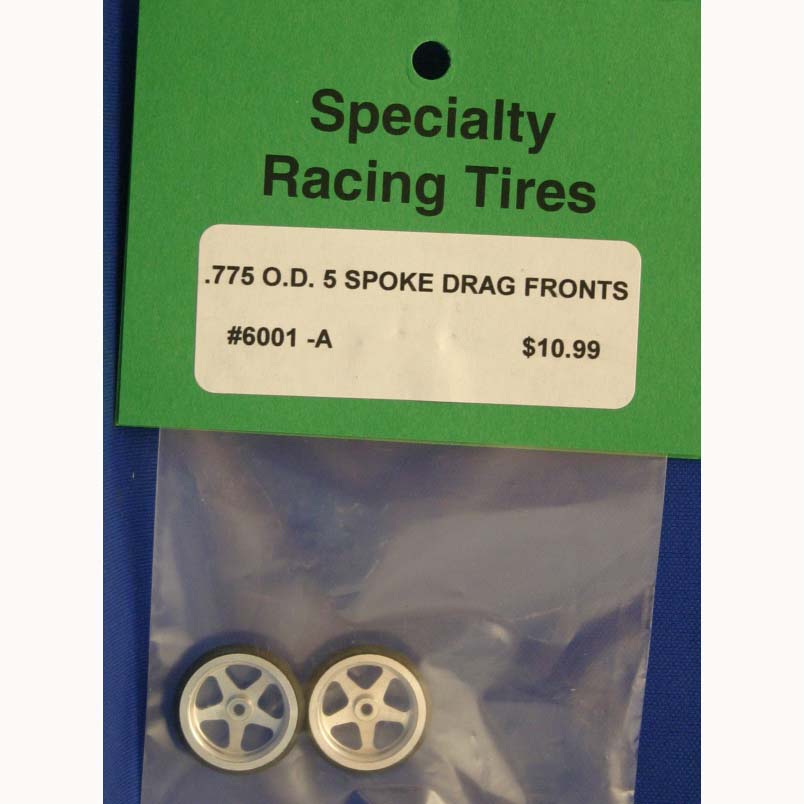 Specialty
Racing Tires
.775 O.D. 5 SPOKE DRAG FRONTS
#6001 -A $10.99